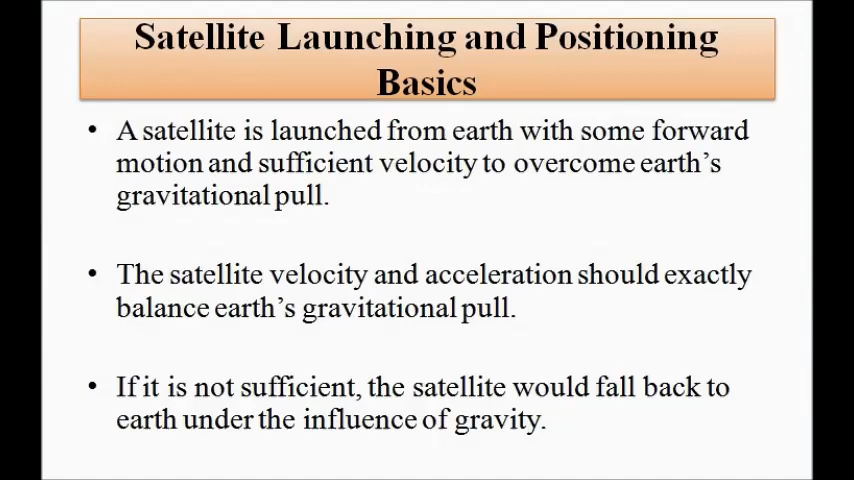 Satellite Launching and Positioning
Basics
• A satellite is launched from earth with some forward
motion and sufficient velocity to overcome earth’s
gravitational pull.
• The satellite velocity and acceleration should exactly
balance earth’s gravitational pull.
• If it is not sufficient, the satellite would fall back to
earth under the influence of gravity.